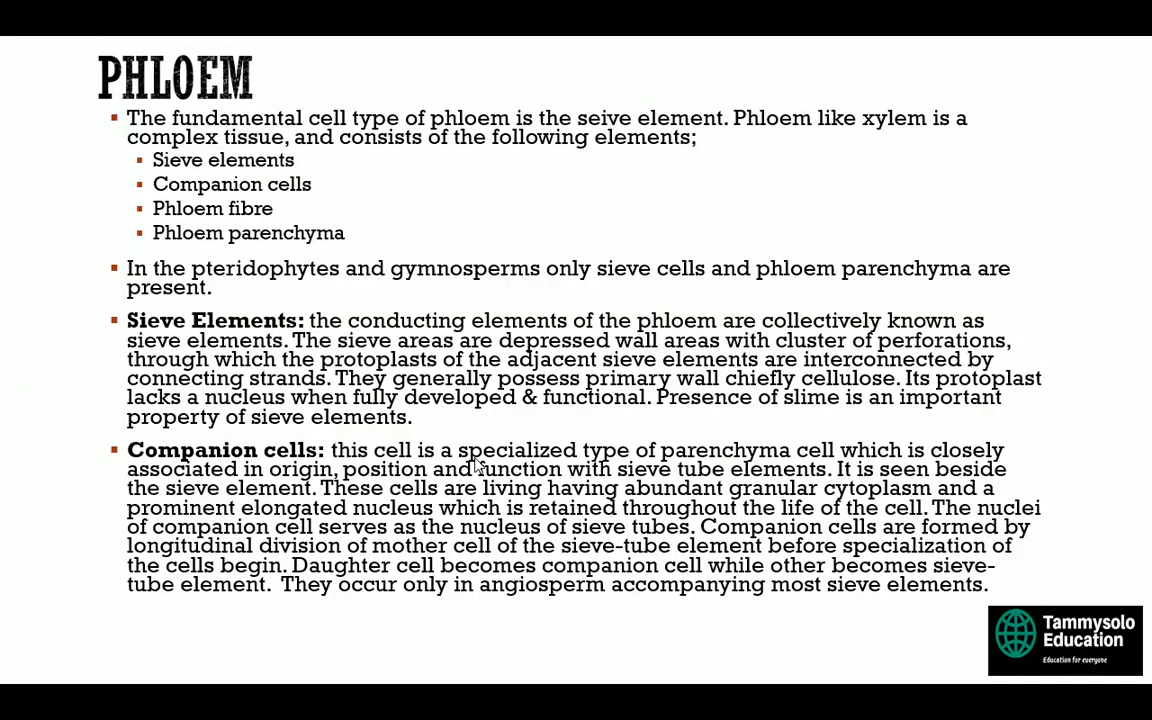 PHLOEM
▪ The fundamental cell type of phloem is the seive element. Phloem like xylem is a
complex tissue, and consists of the following elements;
▪ Sieve elements
▪ Companion cells
▪ Phloem fibre
▪ Phloem parenchyma
▪ In the pteridophytes and gymnosperms only sieve cells and phloem parenchyma are
present.
▪ Sieve Elements: the conducting elements of the phloem are collectively known as
sieve elements. The sieve areas are depressed wall areas with cluster of perforations,
through which the protoplasts of the adjacent sieve elements are interconnected by
connecting strands. They generally possess primary wall chiefly cellulose. Its protoplast
lacks a nucleus when fully developed & functional. Presence of slime is an important
property of sieve elements.
▪ Companion cells: this cell is a specialized type of parenchyma cell which is closely
associated in origin, position and function with sieve tube elements. It is seen beside
the sieve element. These cells are living having abundant granular cytoplasm and a
prominent elongated nucleus which is retained throughout the life of the cell. The nuclei
of companion cell serves as the nucleus of sieve tubes. Companion cells are formed by
longitudinal division of mother cell of the sieve-tube element before specialization of
the cells begin. Daughter cell becomes companion cell while other becomes sieve-
tube element. They occur only in angiosperm accompanying most sieve elements.
Tammysolo
Education
Education for everyone